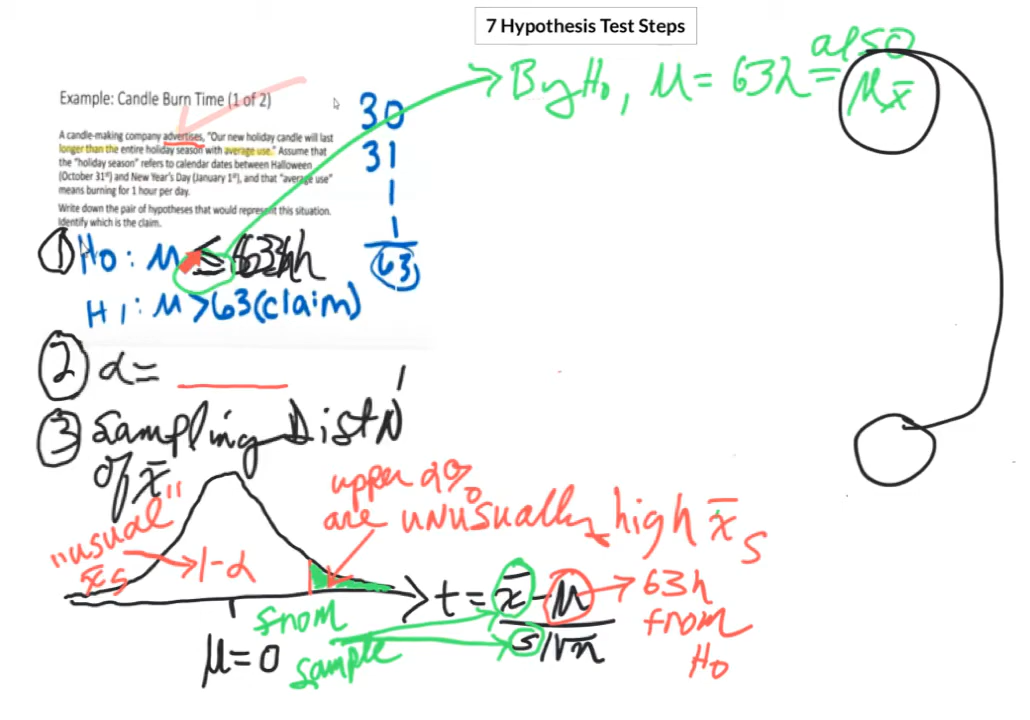 7 Hypothesis Test Steps
also
By H₀, μ = 63h = μx̄
Example: Candle Burn Time (1 of 2)
A candle-making company advertises, "Our new holiday candle will last
longer than the entire holiday season with average use." Assume that
the "holiday season" refers to calendar dates between Halloween
(October 31ˢᵗ) and New Year's Day (January 1ˢᵗ), and that "average use"
means burning for 1 hour per day.
Write down the pair of hypotheses that would represent this situation.
Identify which is the claim.
30
31
1
1
63
① H₀: μ ≤ 63h
H₁: μ > 63 (claim)
② α = ____
③ Sampling Dist'N
of x̄
upper α%
are unusually high x̄s
"usual"
x̄s
1-α
μ=0
from
sample
t = x̄ - μ
s/√n
63h
from
H₀